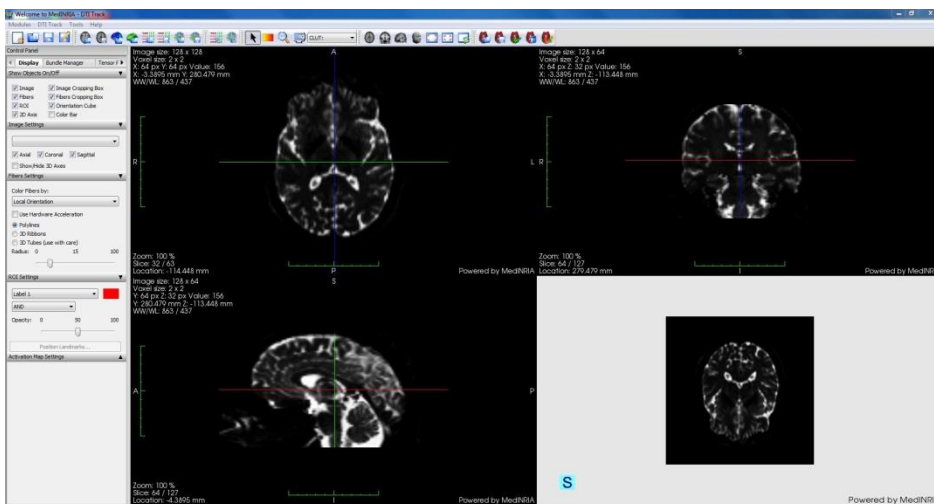 Welcome to MedINRIA - DTI Track
Modules DTI Track Tools Help
CLUT:
Control Panel
Display Bundle Manager Tensor
Show Objects On/Off
Image Image Cropping Box
Fibers Fibers Cropping Box
ROI Orientation Cube
2D Axis Color Bar
Image Settings
Axial Coronal Sagittal
Show/Hide 3D Axes
Fibers Settings
Color Fibers by:
Local Orientation
Use Hardware Acceleration
Polylines
3D Ribbons
3D Tubes (use with care)
Radius: 0 15 100
ROI Settings
Label 1
AND
Opacity: 0 50 100
Position Landmarks...
Activation Map Settings
Image size: 128 x 128
Voxel size: 2 x 2
X: 64 px Y: 64 px Value: 156
X: -3.3895 mm Y: 280.479 mm
WW/WL: 863 / 437
A
R
L
P
Zoom: 100 %
Slice: 32 / 63
Location: -114.448 mm
Powered by MedINRIA
Image size: 128 x 64
Voxel size: 2 x 2
X: 64 px Z: 32 px Value: 156
X: -3.3895 mm Z: -113.448 mm
WW/WL: 863 / 437
S
R
I
Zoom: 100 %
Slice: 64 / 127
Location: 279.479 mm
Powered by MedINRIA
Image size: 128 x 64
Voxel size: 2 x 2
Y: 64 px Z: 32 px Value: 156
Y: 280.479 mm Z: -113.448 mm
WW/WL: 863 / 437
S
A
P
I
Zoom: 100 %
Slice: 64 / 127
Location: -4.3895 mm
Powered by MedINRIA
S
Powered by MedINRI